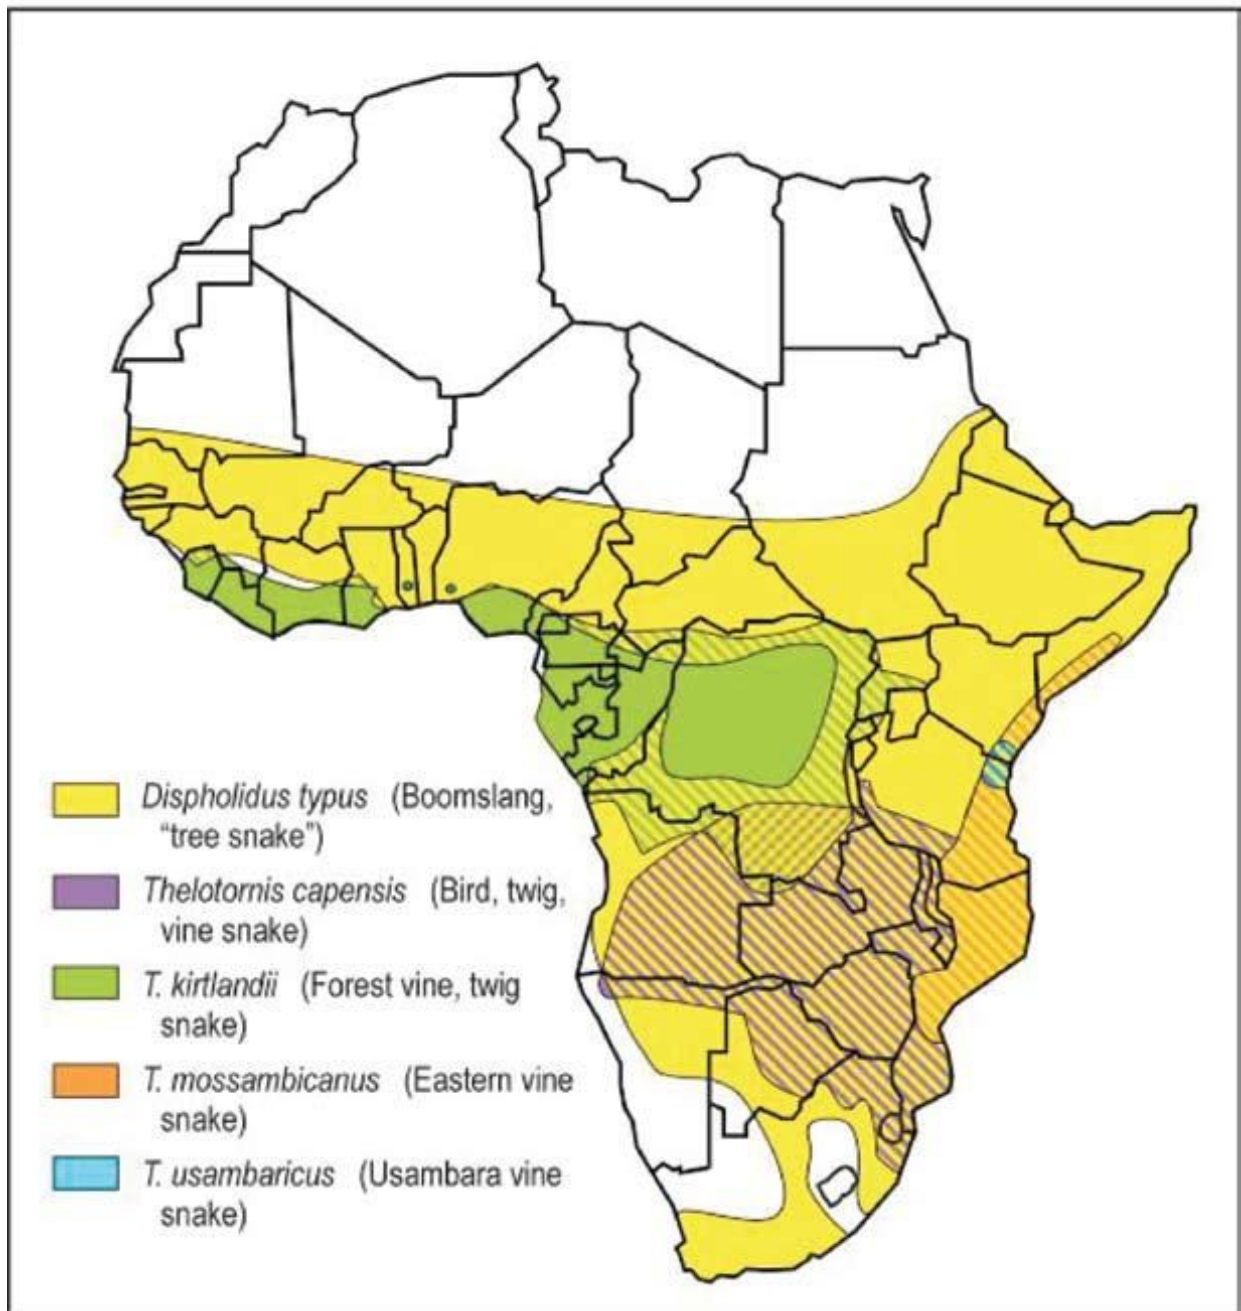 Dispholidus typus (Boomslang,
“tree snake”)
Thelotornis capensis (Bird, twig,
vine snake)
T. kirtlandii (Forest vine, twig
snake)
T. mossambicanus (Eastern vine
snake)
T. usambaricus (Usambara vine
snake)